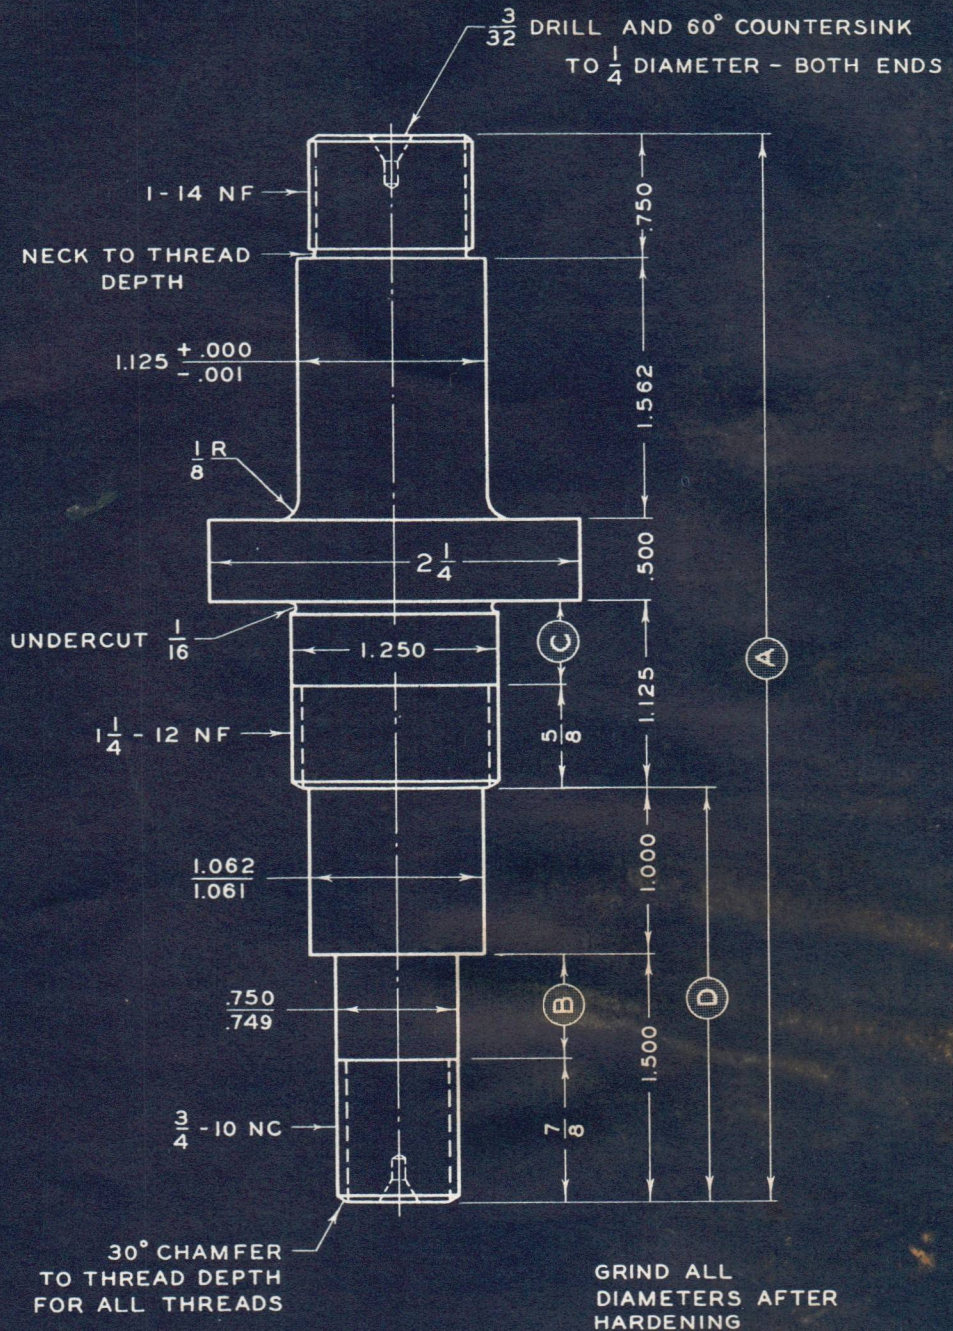 3/32 DRILL AND 60° COUNTERSINK
TO 1/4 DIAMETER - BOTH ENDS
1-14 NF
.750
NECK TO THREAD
DEPTH
1.125 + .000
- .001
1.562
1/8 R
2 1/4
.500
UNDERCUT 1/16
1.250
C
A
1.125
1 1/4 - 12 NF
5/8
1.062
1.061
1.000
.750
.749
B
D
1.500
3/4 -10 NC
7/8
30° CHAMFER
TO THREAD DEPTH
FOR ALL THREADS
GRIND ALL
DIAMETERS AFTER
HARDENING